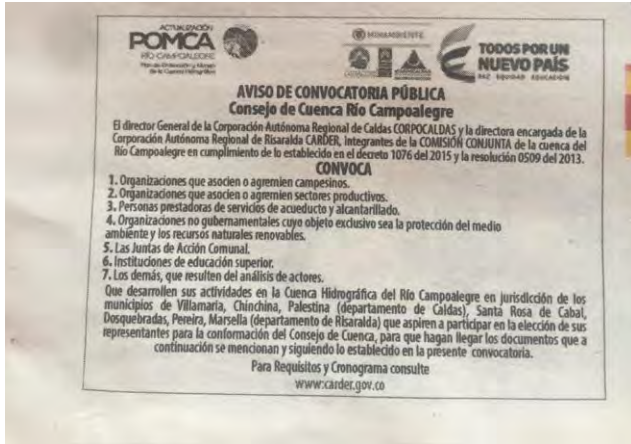 ACTUALIZACIÓN
POMCA
RÍO CAMPOALEGRE
Plan de Ordenación y Manejo
de la Cuenca Hidrográfica
MINAMBIENTE
TODOS POR UN
NUEVO PAÍS
PAZ EQUIDAD EDUCACIÓN
AVISO DE CONVOCATORIA PÚBLICA
Consejo de Cuenca Río Campoalegre
El director General de la Corporación Autónoma Regional de Caldas CORPOCALDAS y la directora encargada de la
Corporación Autónoma Regional de Risaralda CARDER, integrantes de la COMISIÓN CONJUNTA de la cuenca del
Río Campoalegre en cumplimiento de lo establecido en el decreto 1076 del 2015 y la resolución 0509 del 2013.
CONVOCA
1. Organizaciones que asocien o agremien campesinos.
2. Organizaciones que asocien o agremien sectores productivos.
3. Personas prestadoras de servicios de acueducto y alcantarillado.
4. Organizaciones no gubernamentales cuyo objeto exclusivo sea la protección del medio
ambiente y los recursos naturales renovables.
5. Las Juntas de Acción Comunal.
6. Instituciones de educación superior.
7. Los demás, que resulten del análisis de actores.
Que desarrollen sus actividades en la Cuenca Hidrográfica del Río Campoalegre en jurisdicción de los
municipios de Villamaría, Chinchina, Palestina (departamento de Caldas), Santa Rosa de Cabal,
Dosquebradas, Pereira, Marsella (departamento de Risaralda) que aspiren a participar en la elección de sus
representantes para la conformación del Consejo de Cuenca, para que hagan llegar los documentos que a
continuación se mencionan y siguiendo lo establecido en la presente convocatoria.
Para Requisitos y Cronograma consulte
www.carder.gov.co